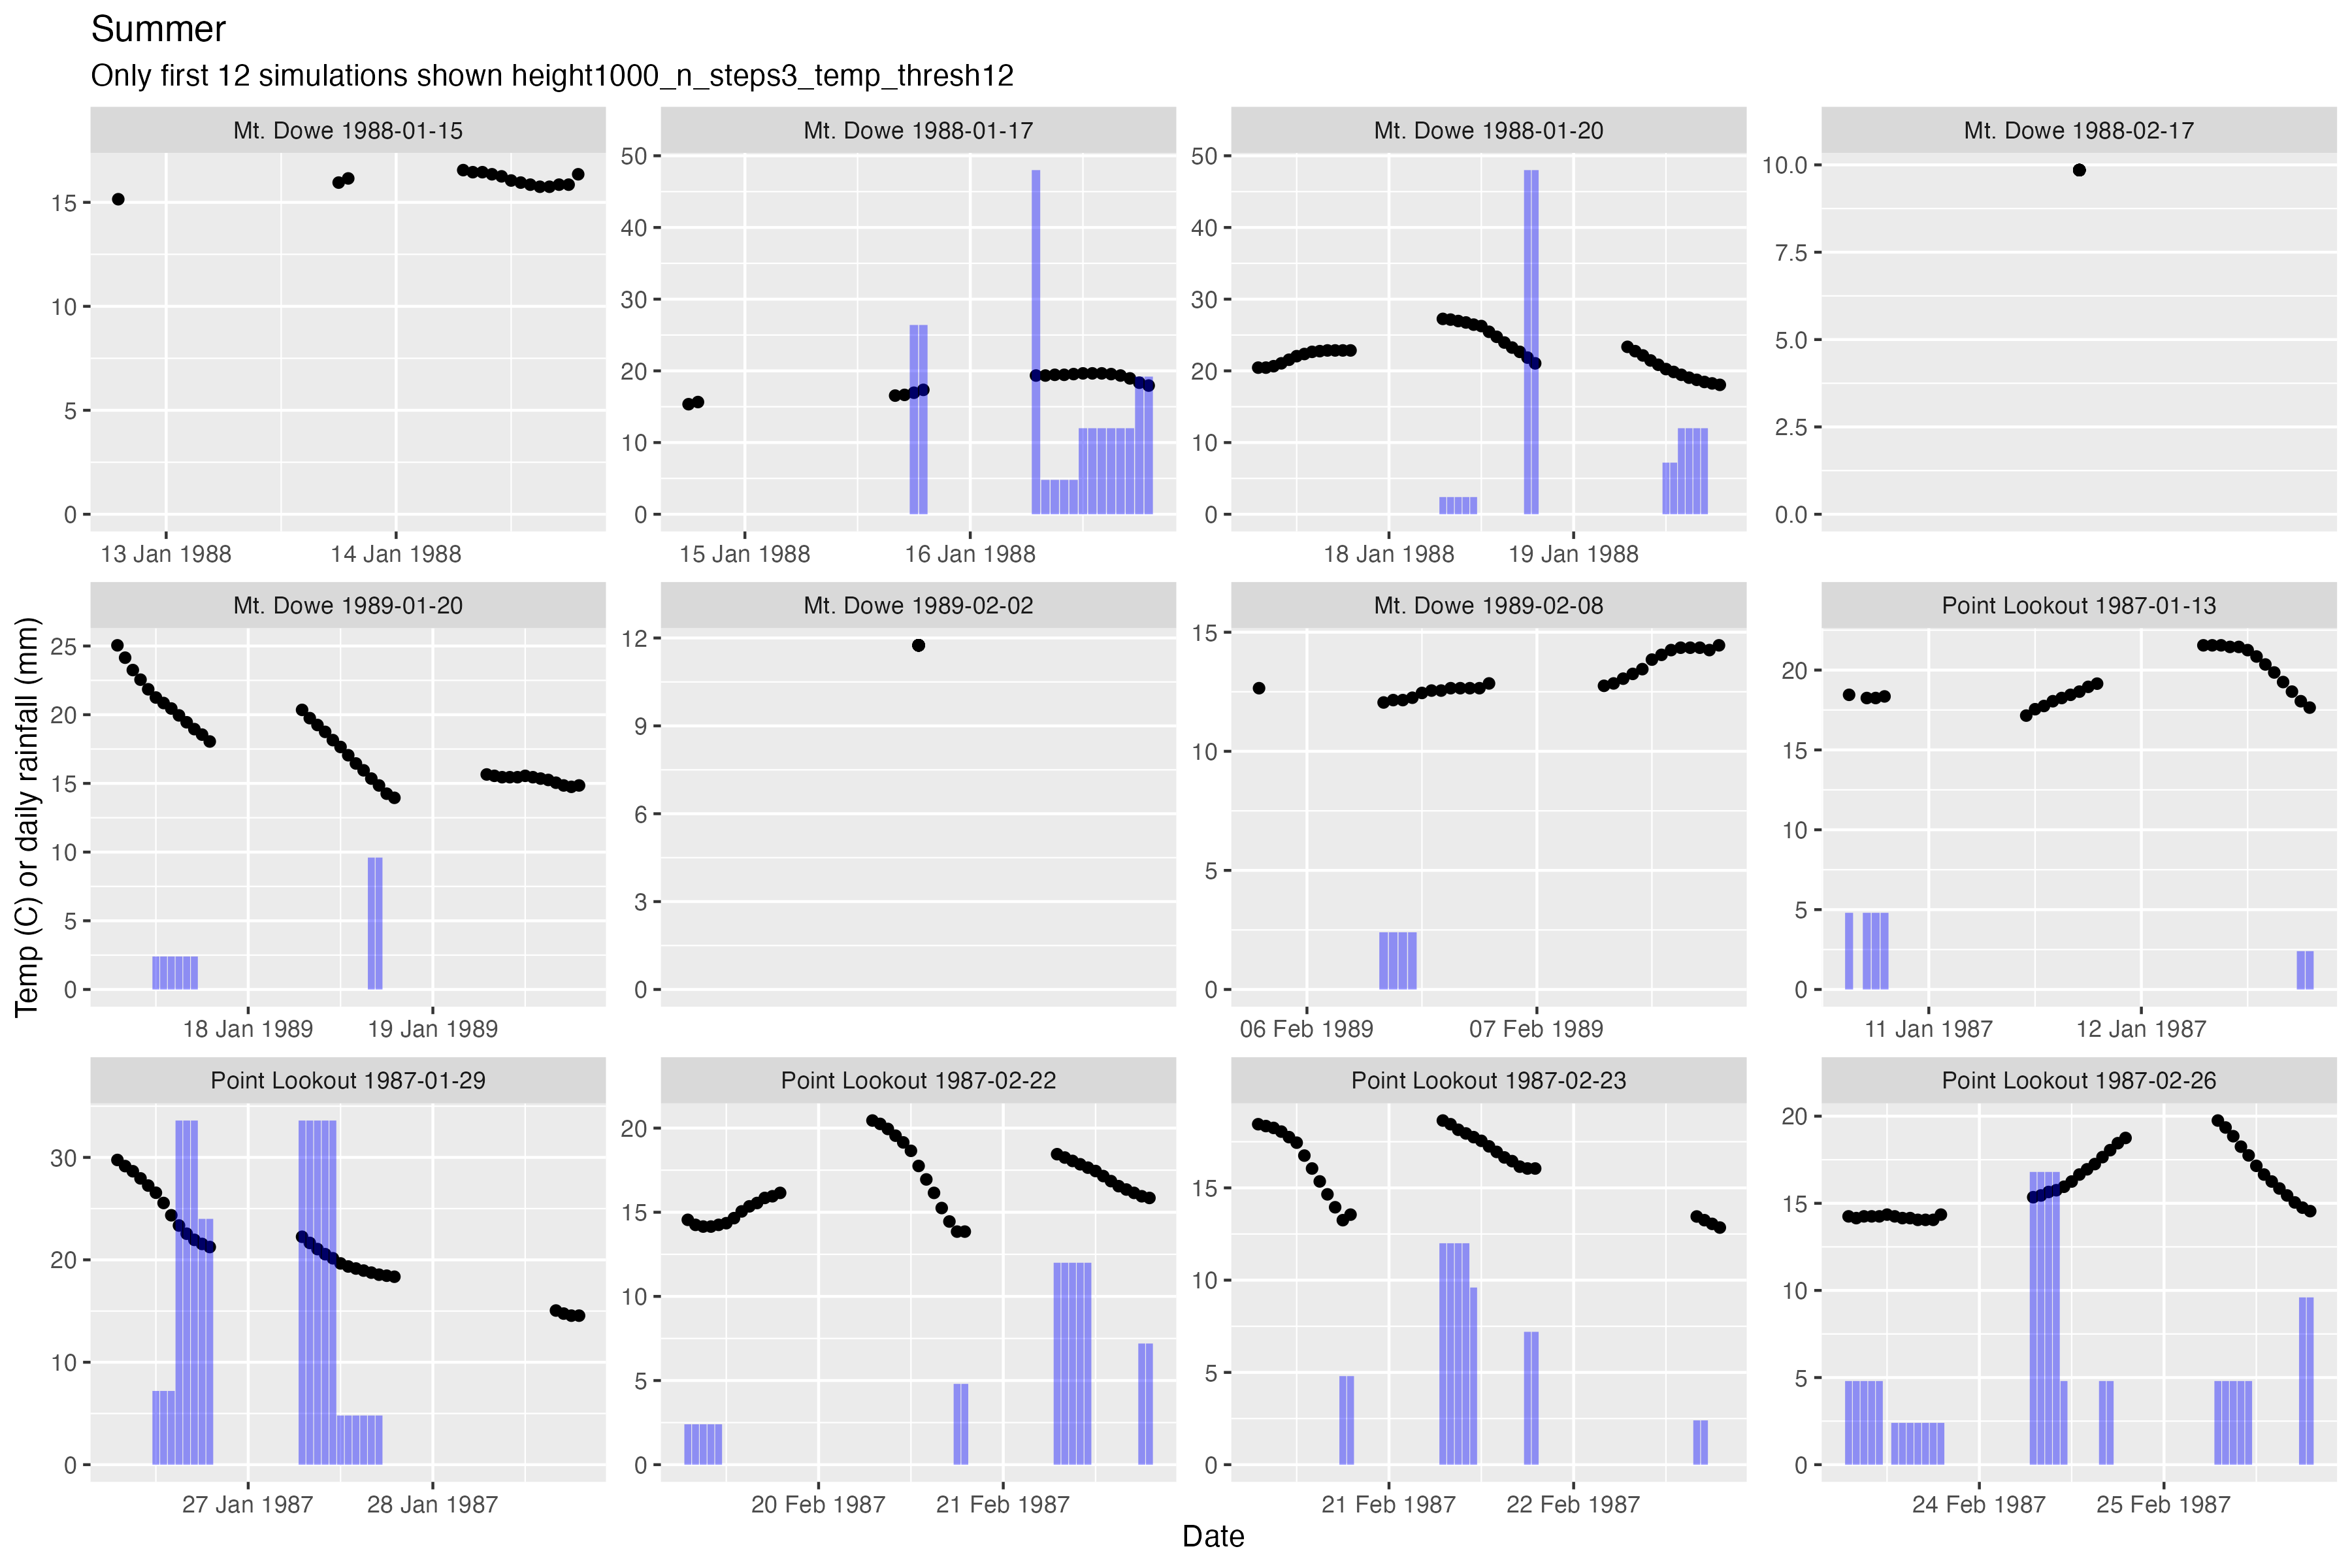 Summer
Only first 12 simulations shown height1000_n_steps3_temp_thresh12
Mt. Dowe 1988-01-15
Mt. Dowe 1988-01-17
Mt. Dowe 1988-01-20
Mt. Dowe 1988-02-17
15
10
5
0
50
40
30
20
10
0
50
40
30
20
10
0
10.0
7.5
5.0
2.5
0.0
13 Jan 1988
14 Jan 1988
15 Jan 1988
16 Jan 1988
18 Jan 1988
19 Jan 1988
Mt. Dowe 1989-01-20
Mt. Dowe 1989-02-02
Mt. Dowe 1989-02-08
Point Lookout 1987-01-13
25
20
15
10
5
0
12
9
6
3
0
15
10
5
0
20
15
10
5
0
18 Jan 1989
19 Jan 1989
06 Feb 1989
07 Feb 1989
11 Jan 1987
12 Jan 1987
Point Lookout 1987-01-29
Point Lookout 1987-02-22
Point Lookout 1987-02-23
Point Lookout 1987-02-26
30
20
10
0
20
15
10
5
0
15
10
5
0
20
15
10
5
0
27 Jan 1987
28 Jan 1987
20 Feb 1987
21 Feb 1987
21 Feb 1987
22 Feb 1987
24 Feb 1987
25 Feb 1987
Temp (C) or daily rainfall (mm)
Date